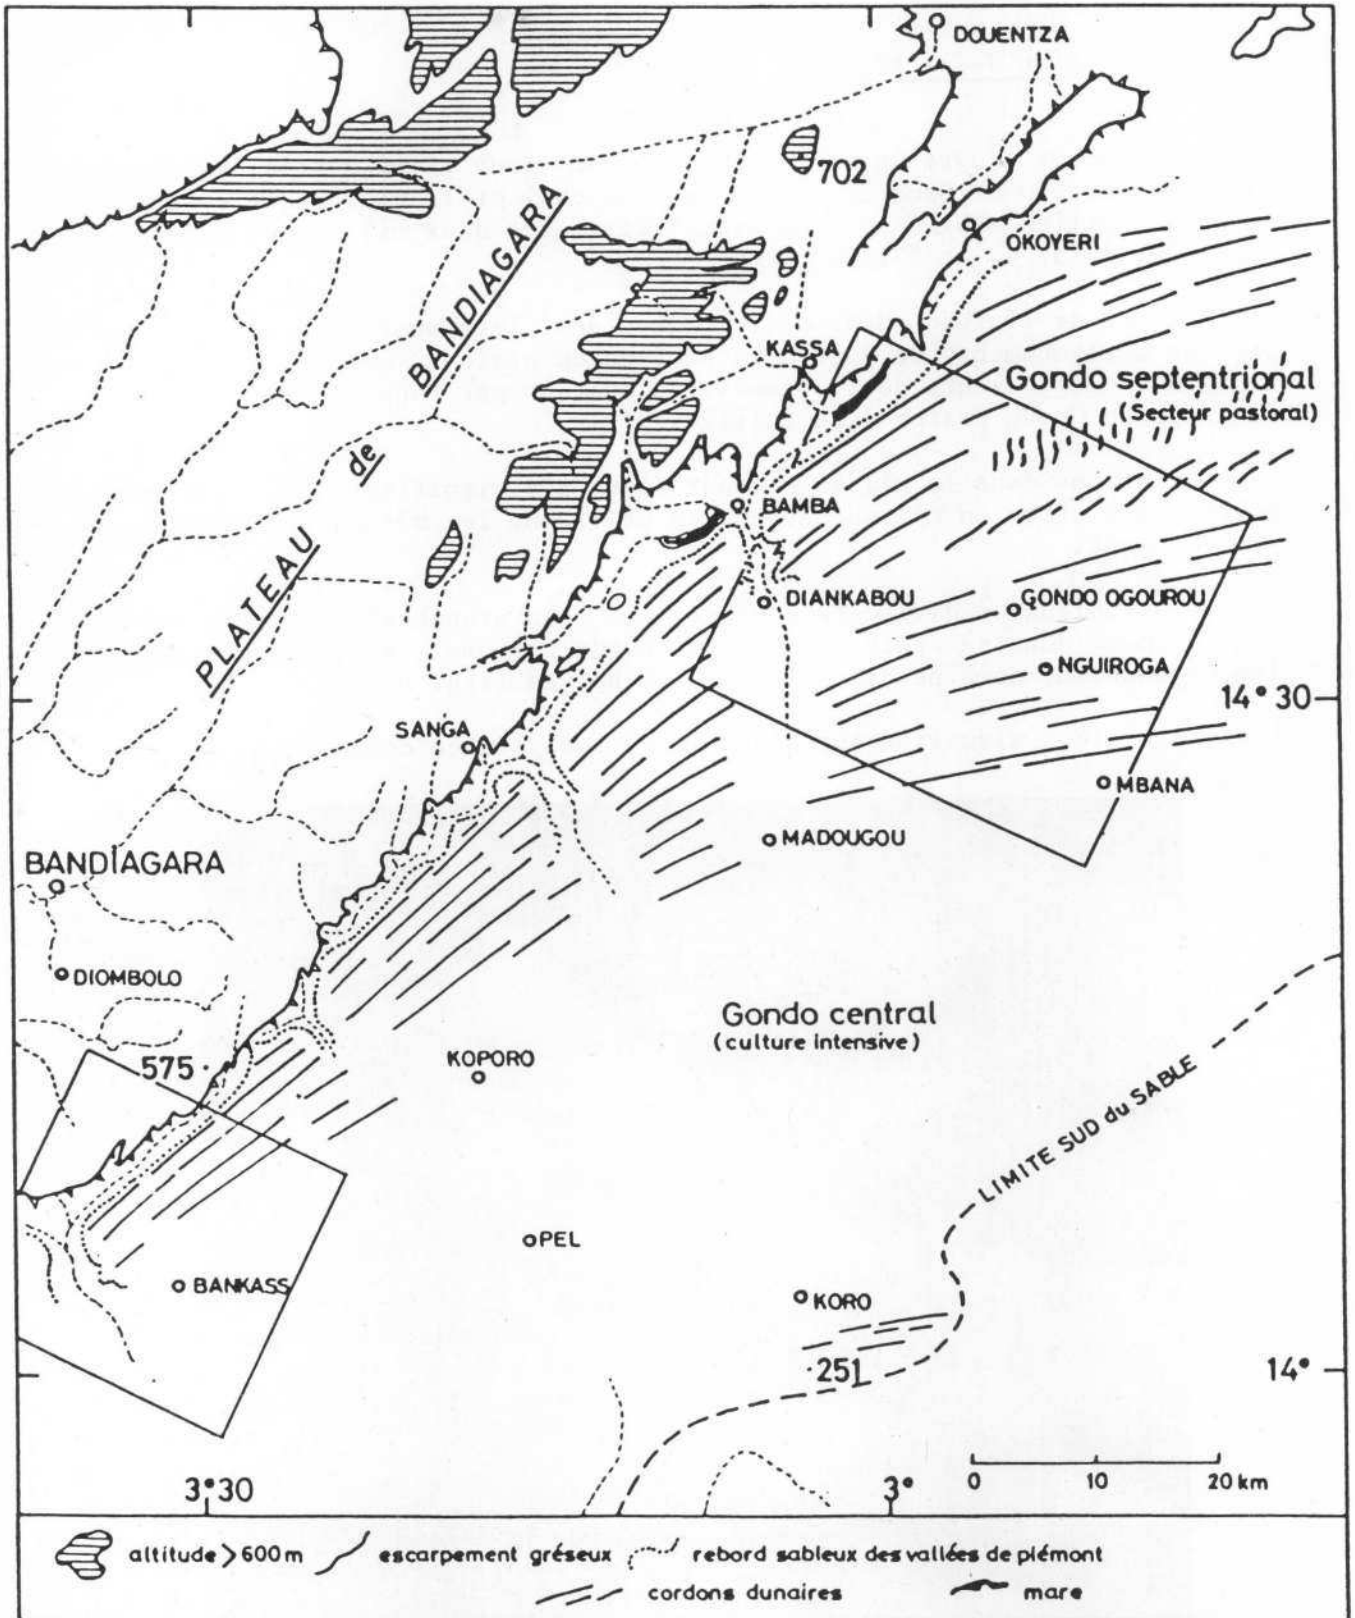 DOUENTZA
702
BANDIAGARA
OKOYERI
KASSA
Gondo septentrional
(Secteur pastoral)
de
BAMBA
PLATEAU
DIANKABOU
GONDO OGOUROU
NGUIROGA
14° 30
SANGA
MBANA
MADOUGOU
BANDIAGARA
DIOMBOLO
Gondo central
(culture intensive)
KOPORO
575
LIMITE SUD du SABLE
PEL
BANKASS
KORO
251
14°
3° 30
3°
0 10 20 km
altitude >600m escarpement gréseux rebord sableux des vallées de piémont
cordons dunaires mare